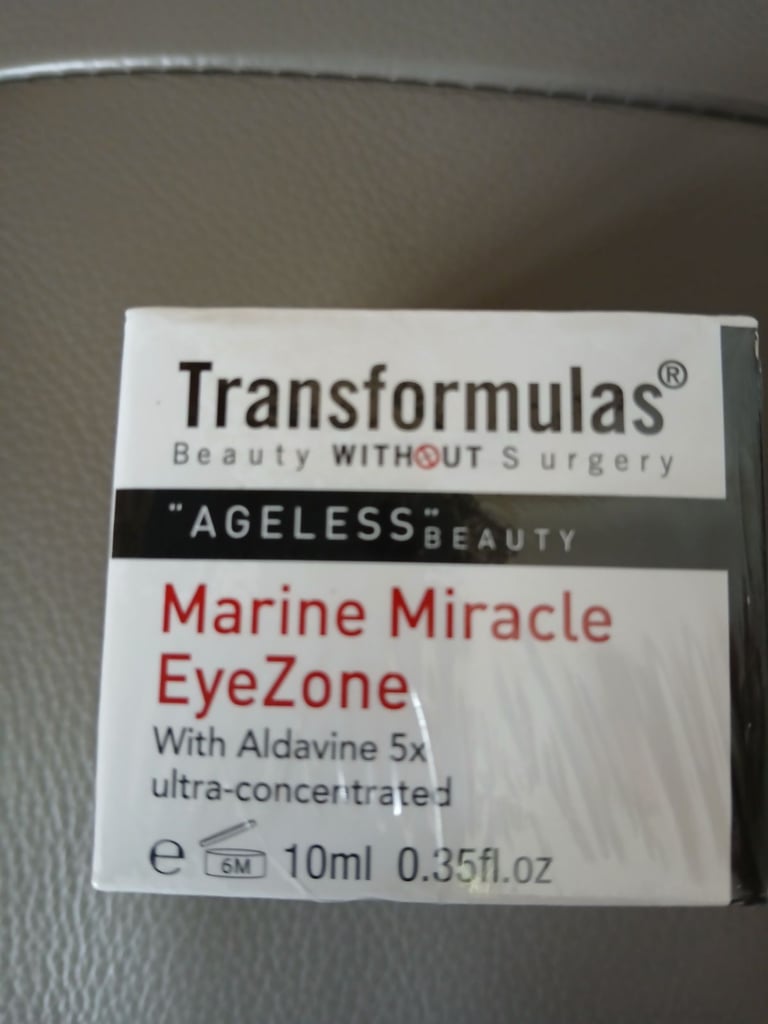 Transformulas®
Beauty WITHOUT Surgery
"AGELESS" BEAUTY
Marine Miracle
EyeZone
With Aldavine 5x
ultra-concentrated
e 6M 10ml 0.35fl.oz